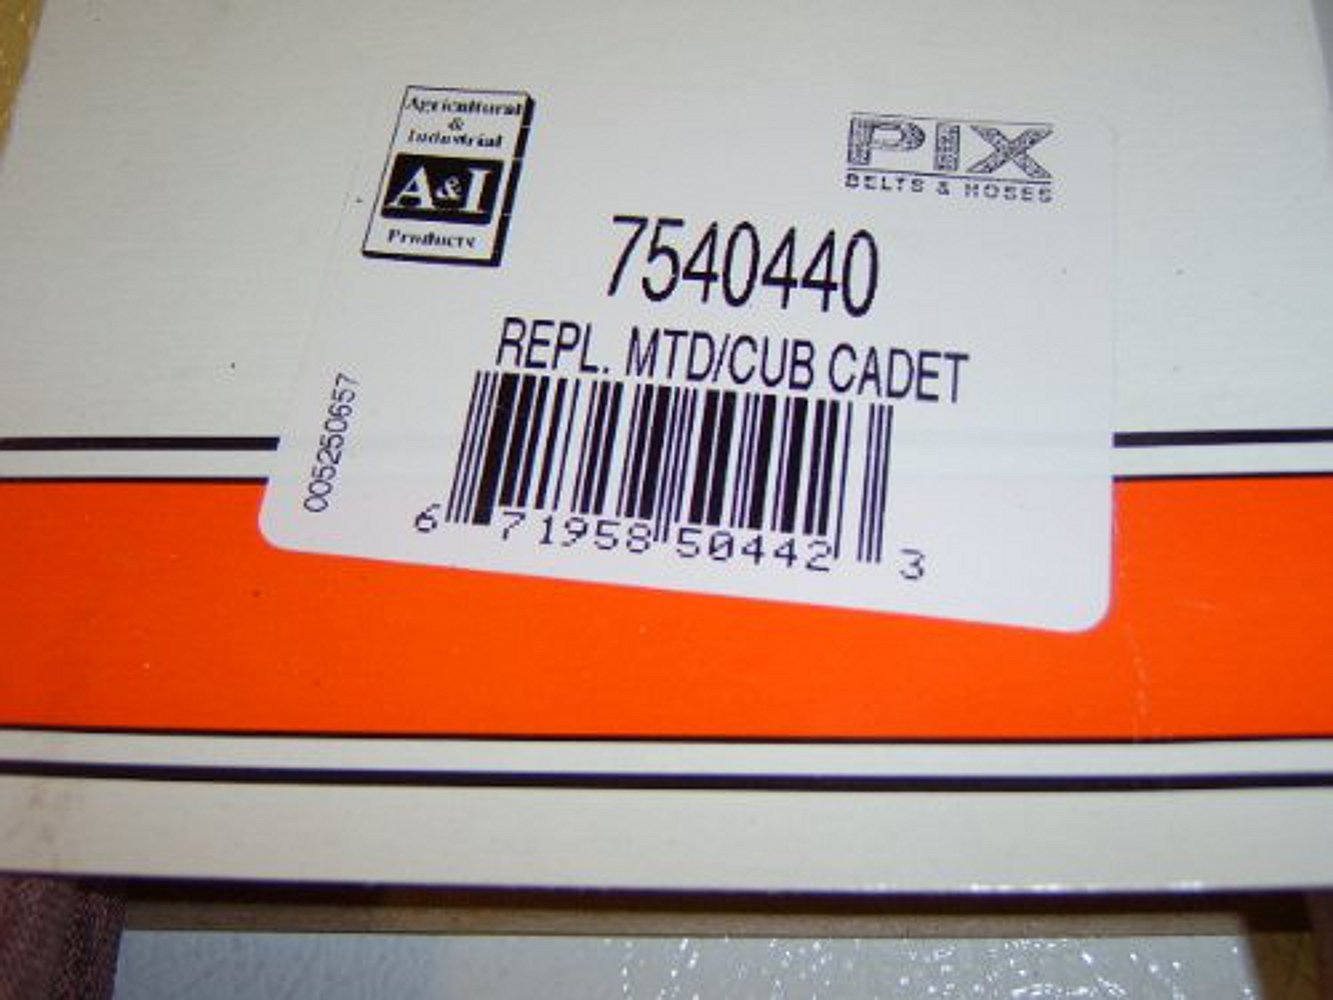 Agricultural
&
Industrial
A&I
Products
PIX
BELTS & HOSES
7540440
REPL. MTD/CUB CADET
005250657
6 71958 50442 3